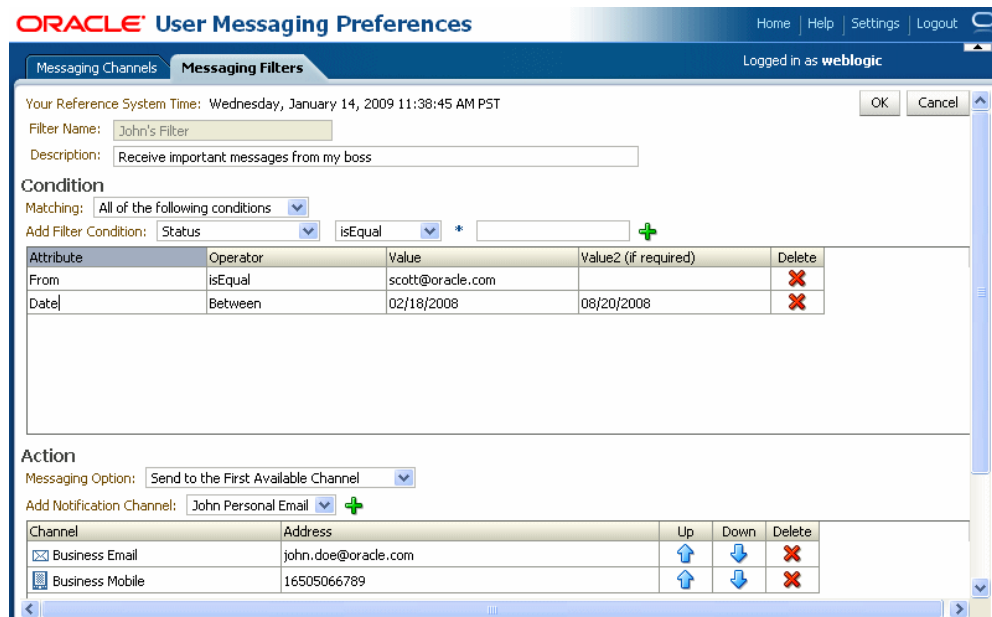 ORACLE User Messaging Preferences
Home | Help | Settings | Logout
Messaging Channels Messaging Filters
Logged in as weblogic
Your Reference System Time: Wednesday, January 14, 2009 11:38:45 AM PST
OK Cancel
Filter Name: John's Filter
Description: Receive important messages from my boss
Condition
Matching: All of the following conditions
Add Filter Condition: Status isEqual *
Attribute Operator Value Value2 (if required) Delete
From isEqual scott@oracle.com
Date Between 02/18/2008 08/20/2008
Action
Messaging Option: Send to the First Available Channel
Add Notification Channel: John Personal Email
Channel Address Up Down Delete
Business Email john.doe@oracle.com
Business Mobile 16505066789